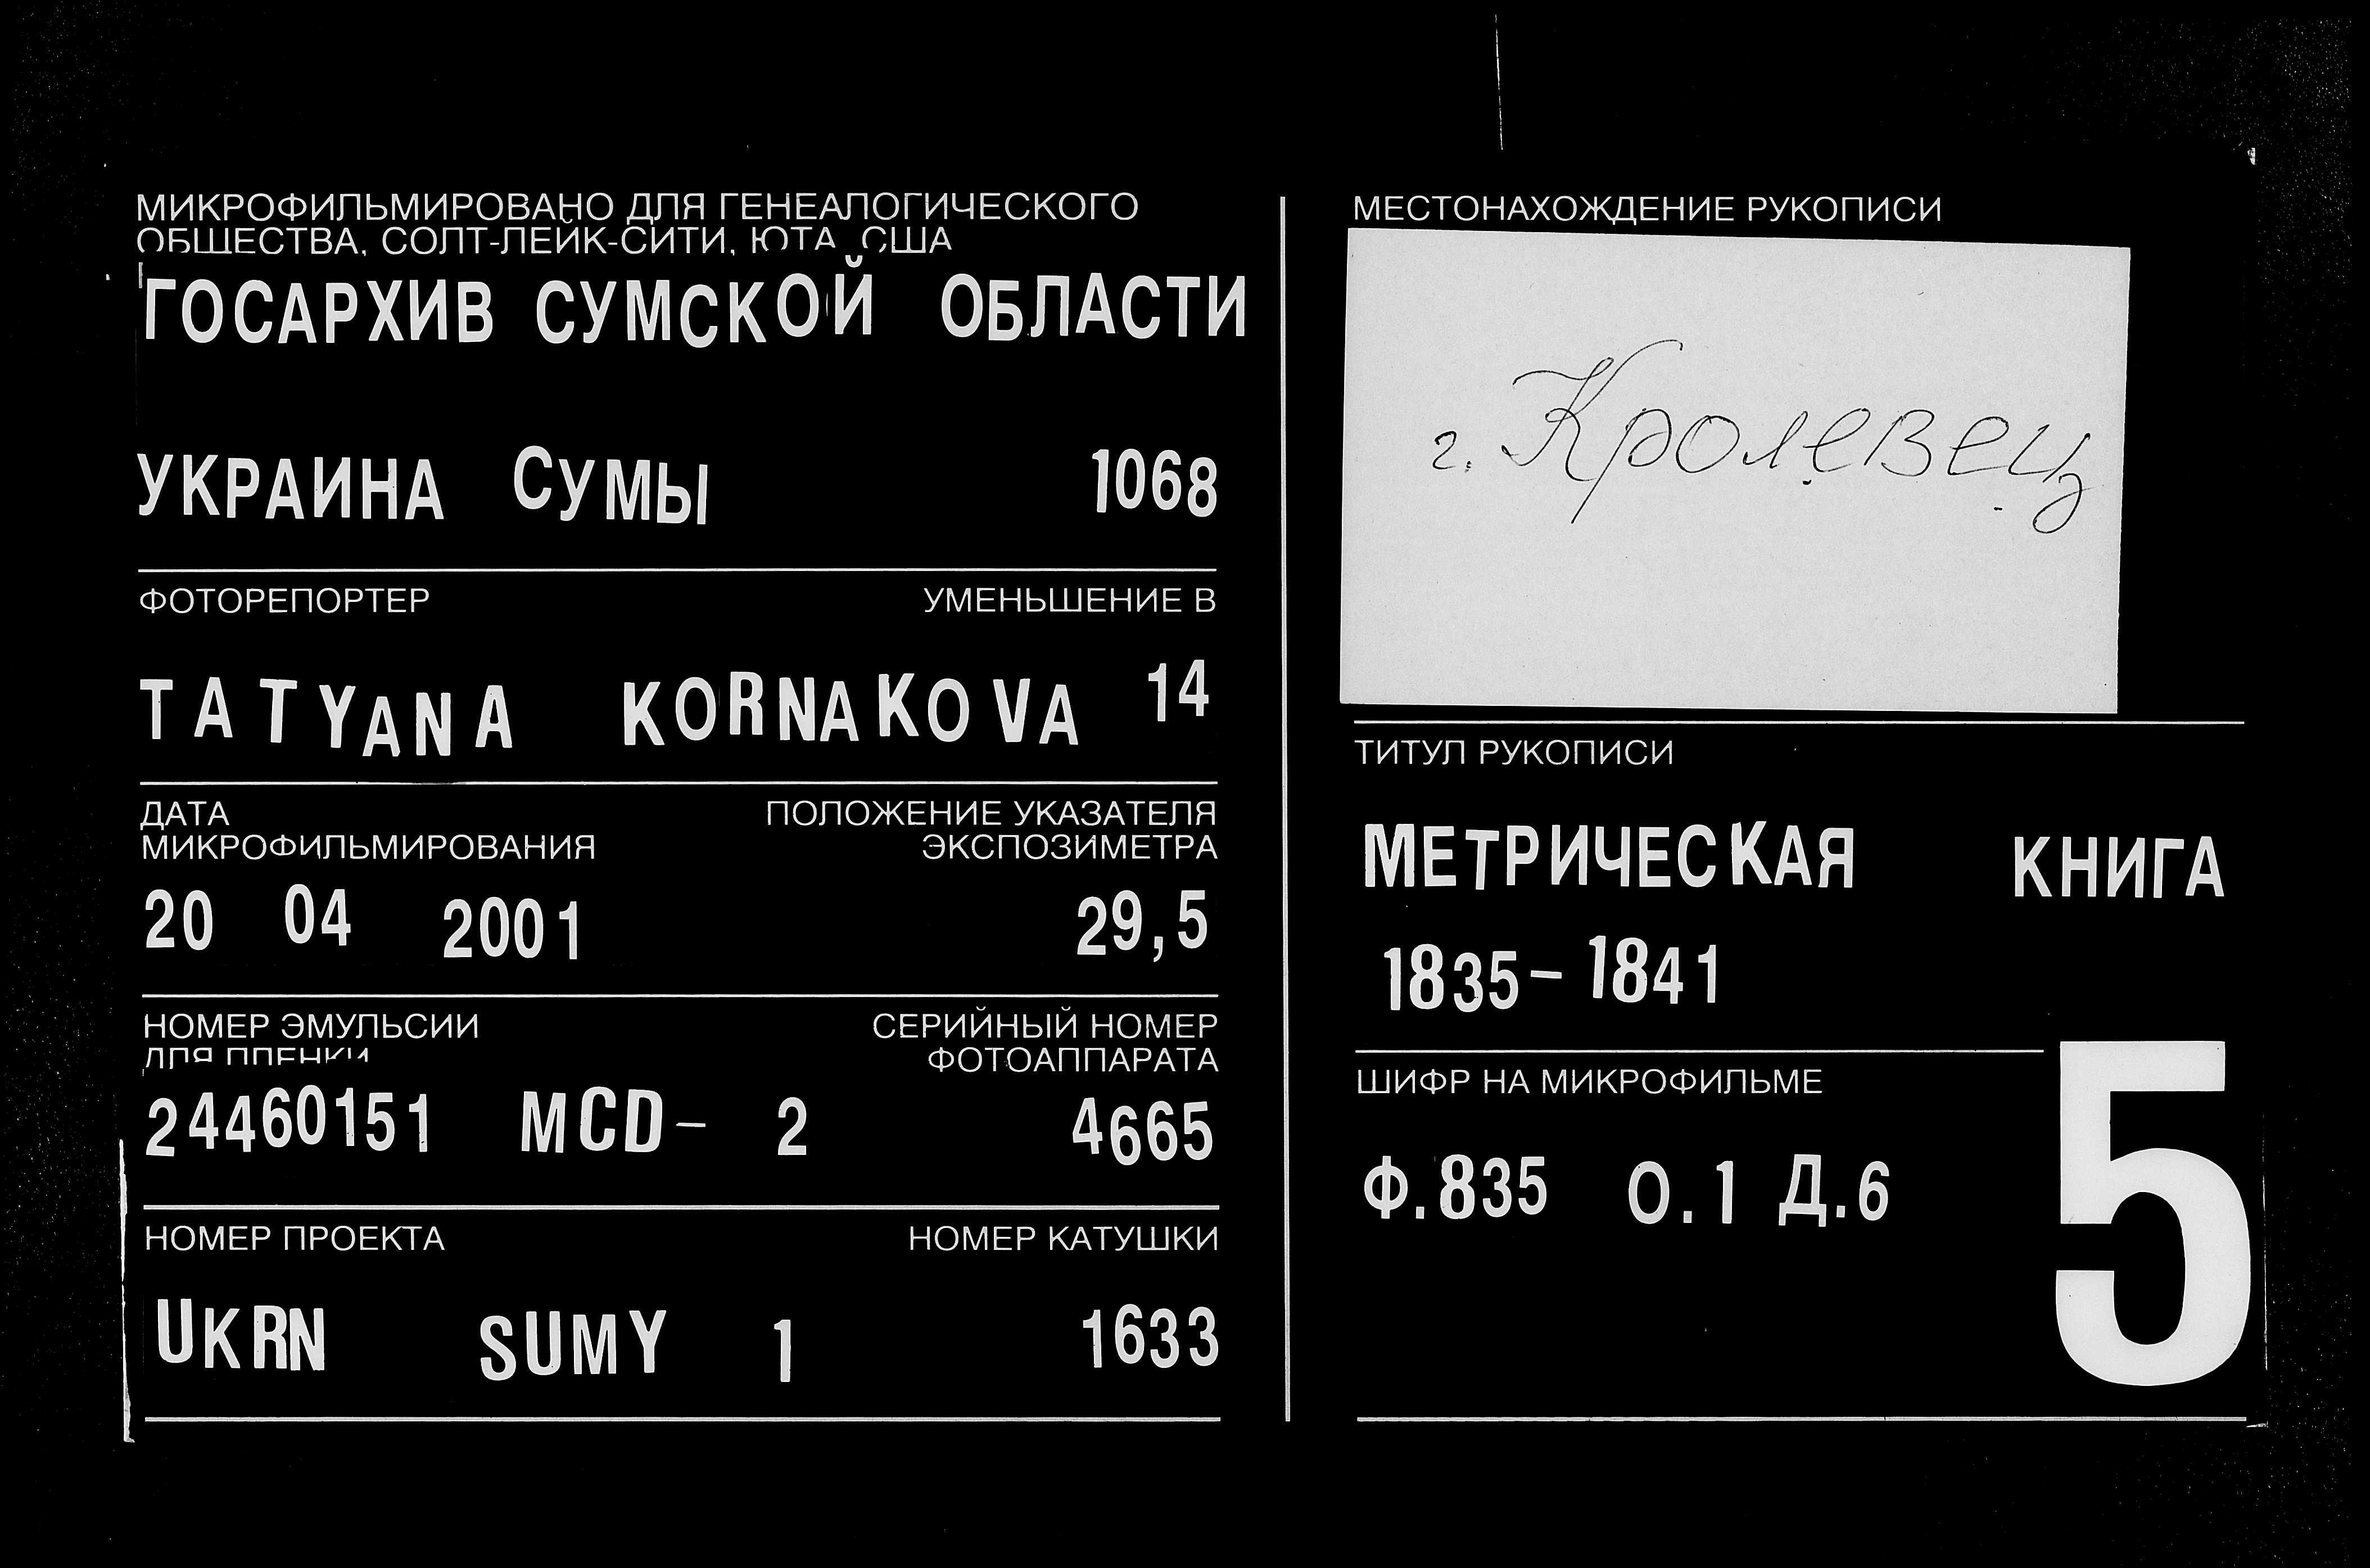 МИКРОФИЛЬМИРОВАНО ДЛЯ ГЕНЕАЛОГИЧЕСКОГО
ОБЩЕСТВА, СОЛТ-ЛЕЙК-СИТИ, ЮТА, США
ГОСАРХИВ СУМСКОЙ ОБЛАСТИ
УКРАИНА СУМЫ 1068
ФОТОРЕПОРТЕР УМЕНЬШЕНИЕ В
TATYANA KORNAKOVA 14
ДАТА ПОЛОЖЕНИЕ УКАЗАТЕЛЯ
МИКРОФИЛЬМИРОВАНИЯ ЭКСПОЗИМЕТРА
20 04 2001 29,5
НОМЕР ЭМУЛЬСИИ СЕРИЙНЫЙ НОМЕР
ДЛЯ ПЛЕНКИ ФОТОАППАРАТА
24460151 MCD- 2 4665
НОМЕР ПРОЕКТА НОМЕР КАТУШКИ
UKRN SUMY 1 1633
МЕСТОНАХОЖДЕНИЕ РУКОПИСИ
г. Кролевец
ТИТУЛ РУКОПИСИ
МЕТРИЧЕСКАЯ КНИГА
1835-1841
ШИФР НА МИКРОФИЛЬМЕ
Ф.835 О.1 Д.6
5